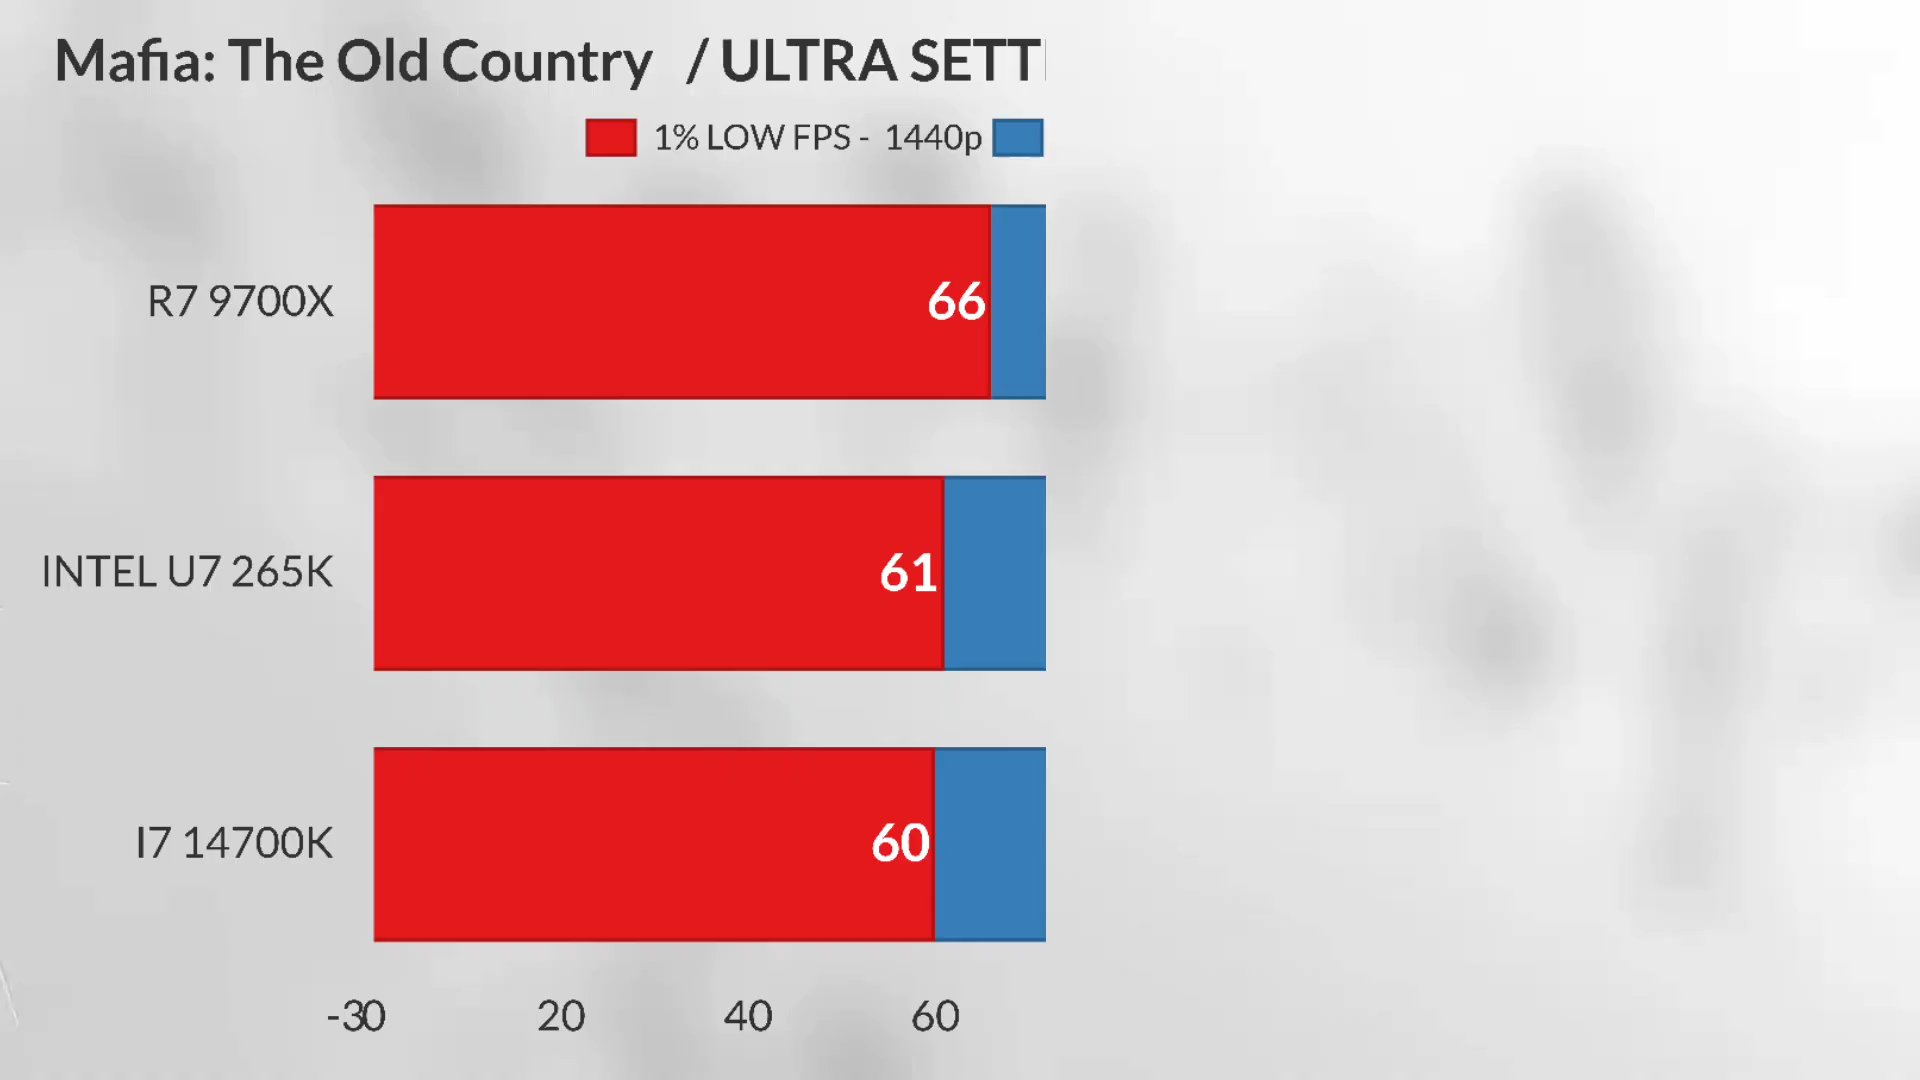 Mafia: The Old Country / ULTRA SETT
1% LOW FPS - 1440p
R7 9700X
66
INTEL U7 265K
61
I7 14700K
60
-30 20 40 60